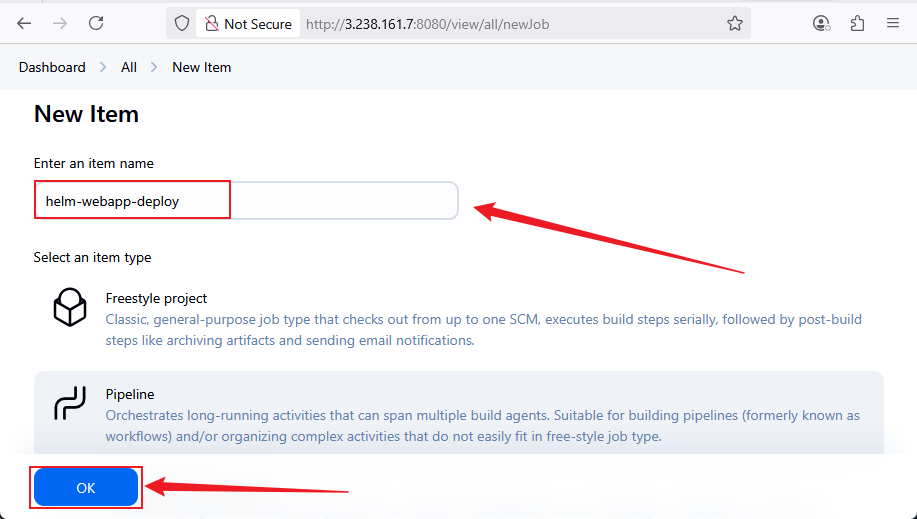 Not Secure http://3.238.161.7:8080/view/all/newJob
Dashboard All New Item
New Item
Enter an item name
helm-webapp-deploy
Select an item type
Freestyle project
Classic, general-purpose job type that checks out from up to one SCM, executes build steps serially, followed by post-build
steps like archiving artifacts and sending email notifications.
Pipeline
Orchestrates long-running activities that can span multiple build agents. Suitable for building pipelines (formerly known as
workflows) and/or organizing complex activities that do not easily fit in free-style job type.
OK